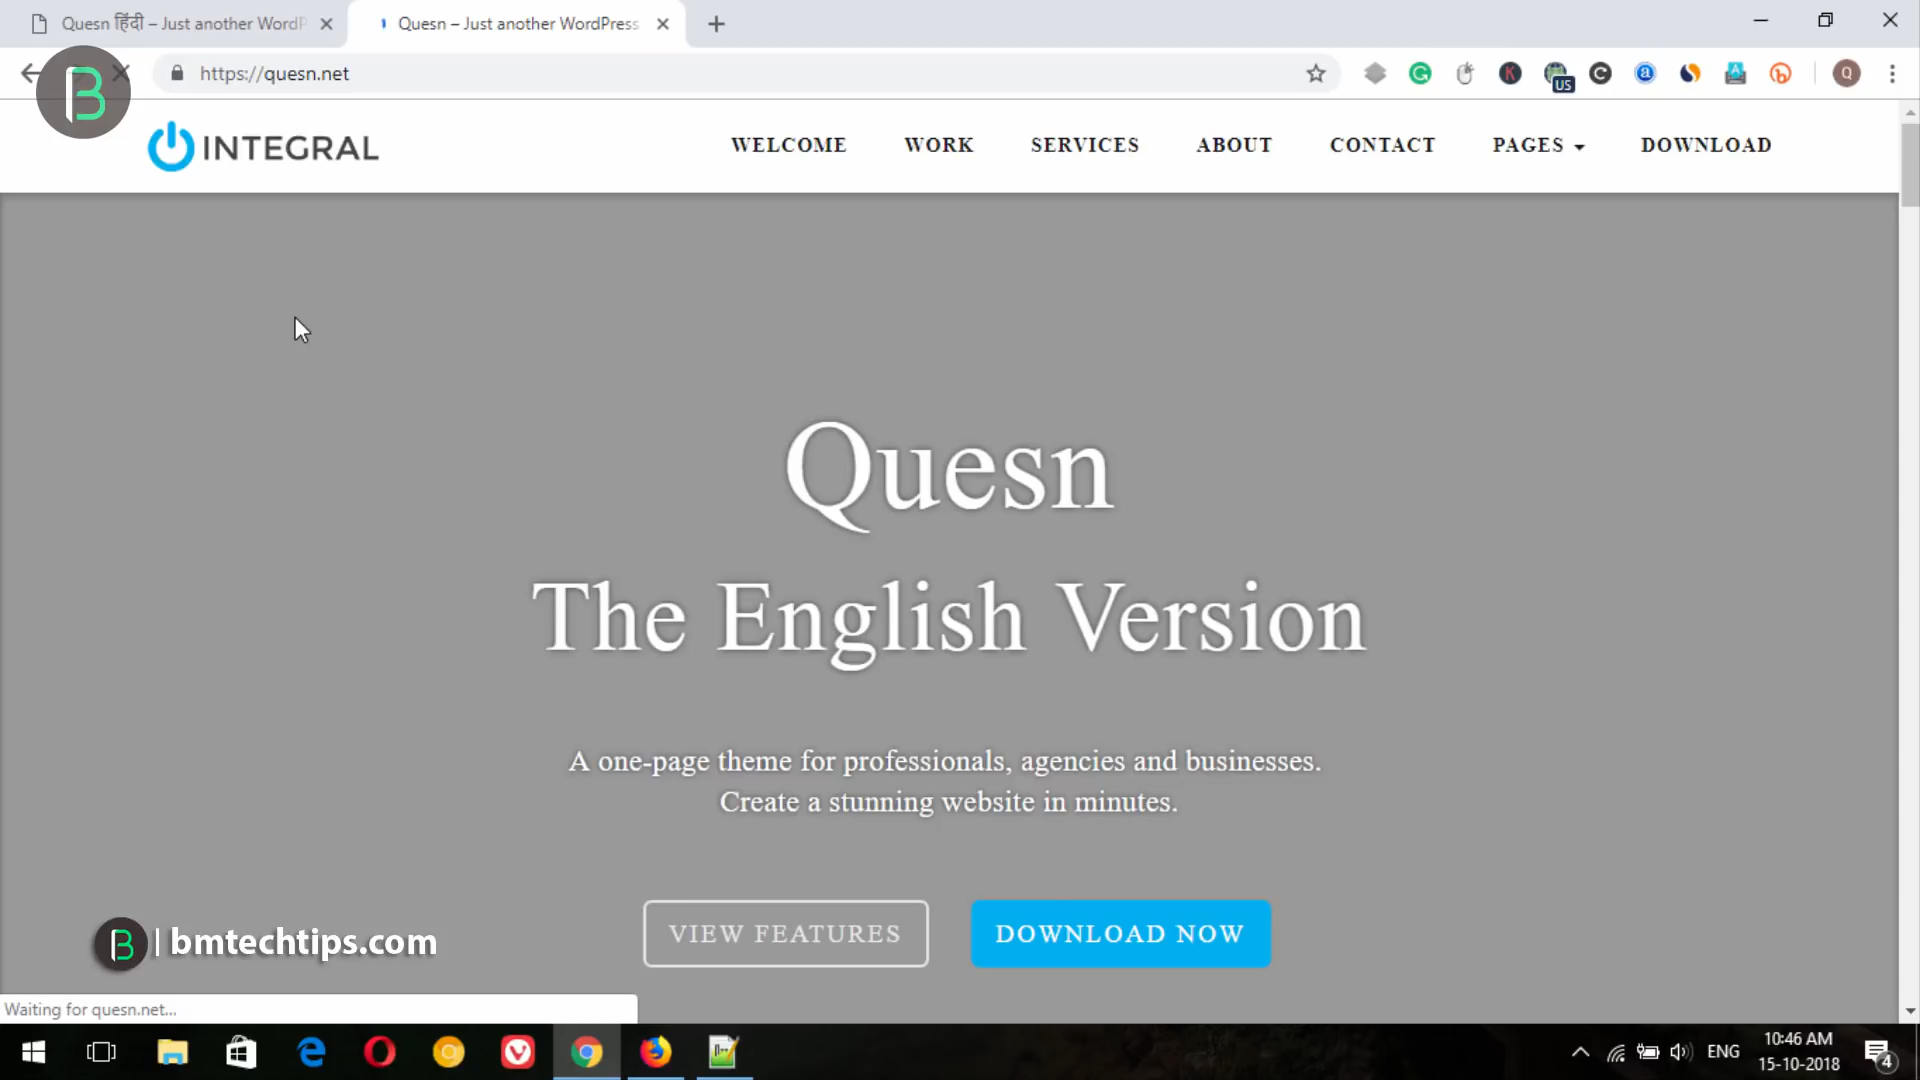 Quesn हिंदी – Just another WordP
Quesn – Just another WordPress
https://quesn.net
US
Q
INTEGRAL
WELCOME WORK SERVICES ABOUT CONTACT PAGES DOWNLOAD
Quesn
The English Version
A one-page theme for professionals, agencies and businesses.
Create a stunning website in minutes.
VIEW FEATURES DOWNLOAD NOW
B | bmtechtips.com
Waiting for quesn.net...
ENG
10:46 AM
15-10-2018
4